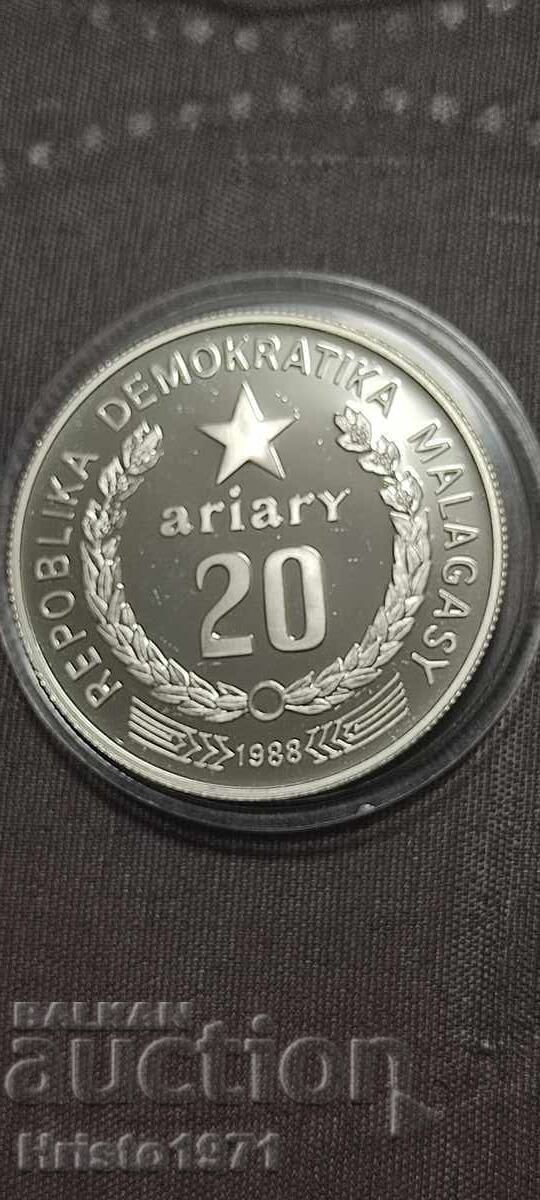 REPOBLIKA DEMOKRATIKA MALAGASY
ariary
20
1988
BALKAN
auction
Hristo1971